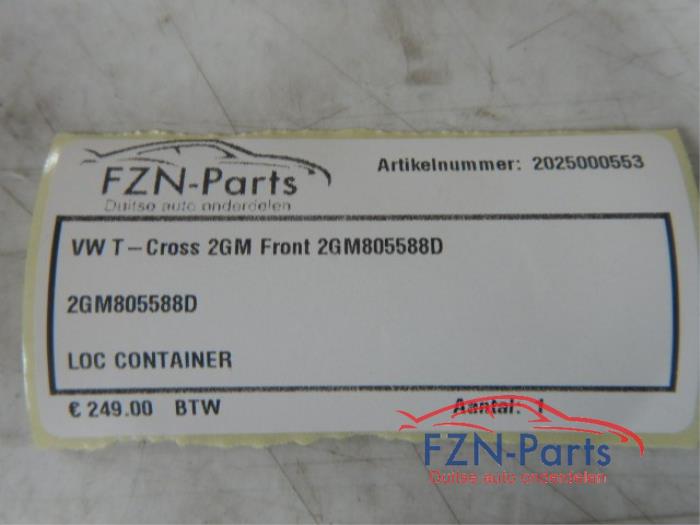 FZN-Parts
Duitse auto onderdelen
Artikelnummer: 2025000553
VW T-Cross 2GM Front 2GM805588D
2GM805588D
LOC CONTAINER
€ 249.00 BTW
Aantal: 1
FZN-Parts
Duitse auto onderdelen